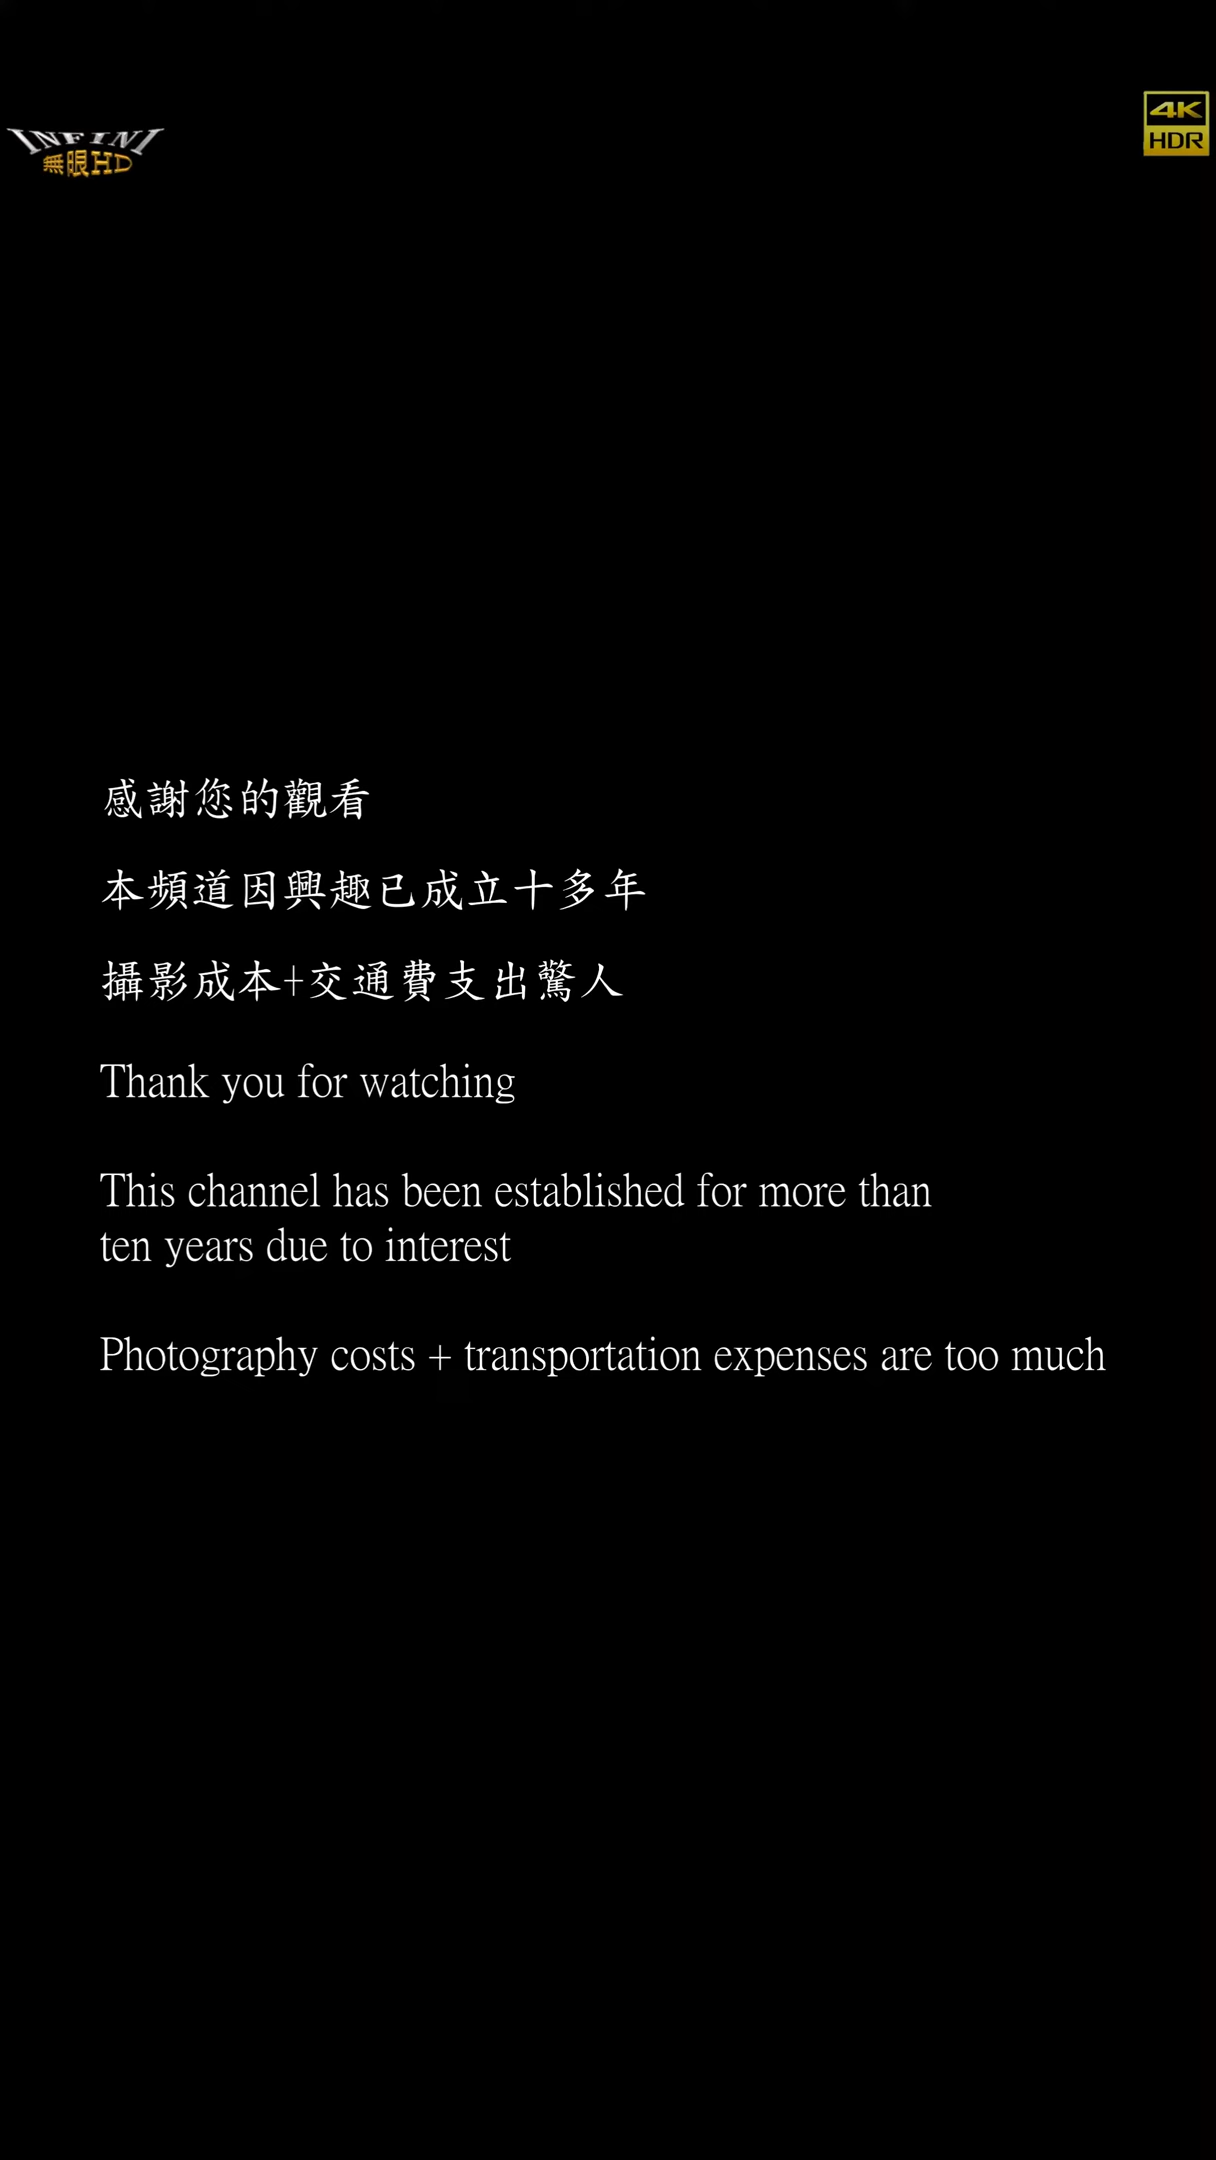 INFINI
無限HD
4K
HDR
感謝您的觀看
本頻道因興趣已成立十多年
攝影成本+交通費支出驚人
Thank you for watching
This channel has been established for more than
ten years due to interest
Photography costs + transportation expenses are too much